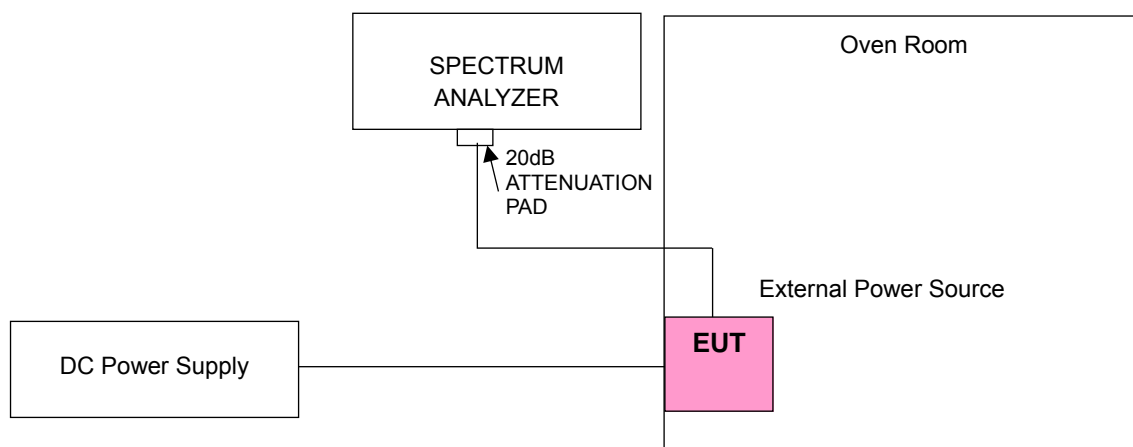 Oven Room
SPECTRUM
ANALYZER
20dB
ATTENUATION
PAD
External Power Source
EUT
DC Power Supply